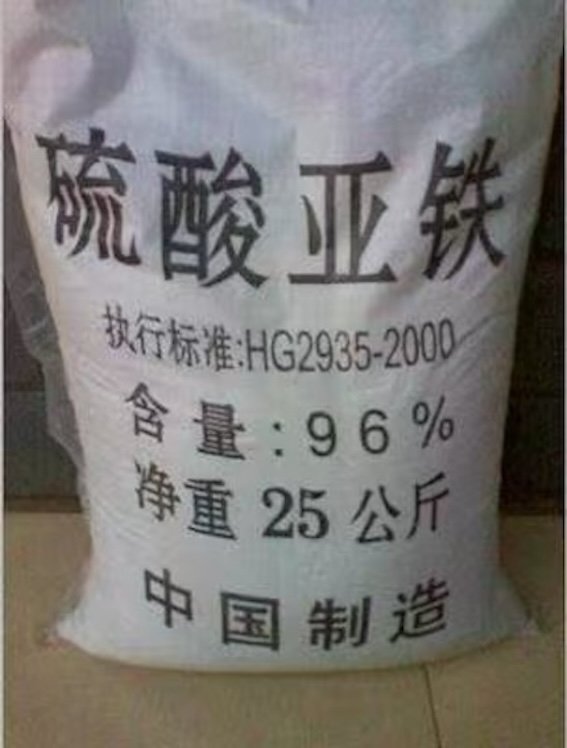 硫酸亚铁
执行标准:HG2935-2000
含量:96%
净重25公斤
中国制造